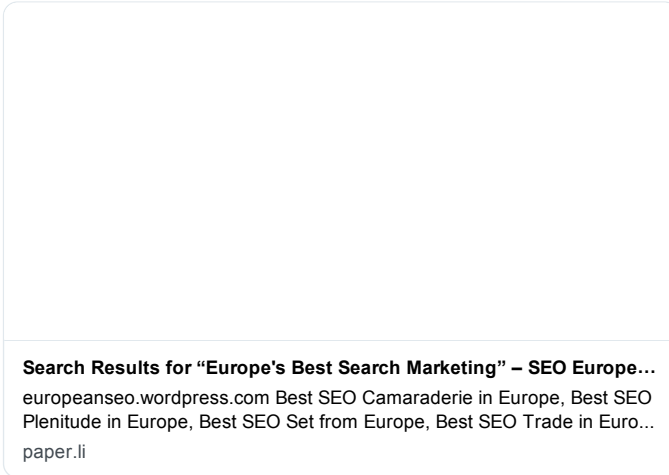 Search Results for “Europe's Best Search Marketing” – SEO Europe…
europeanseo.wordpress.com Best SEO Camaraderie in Europe, Best SEO
Plenitude in Europe, Best SEO Set from Europe, Best SEO Trade in Euro...
paper.li